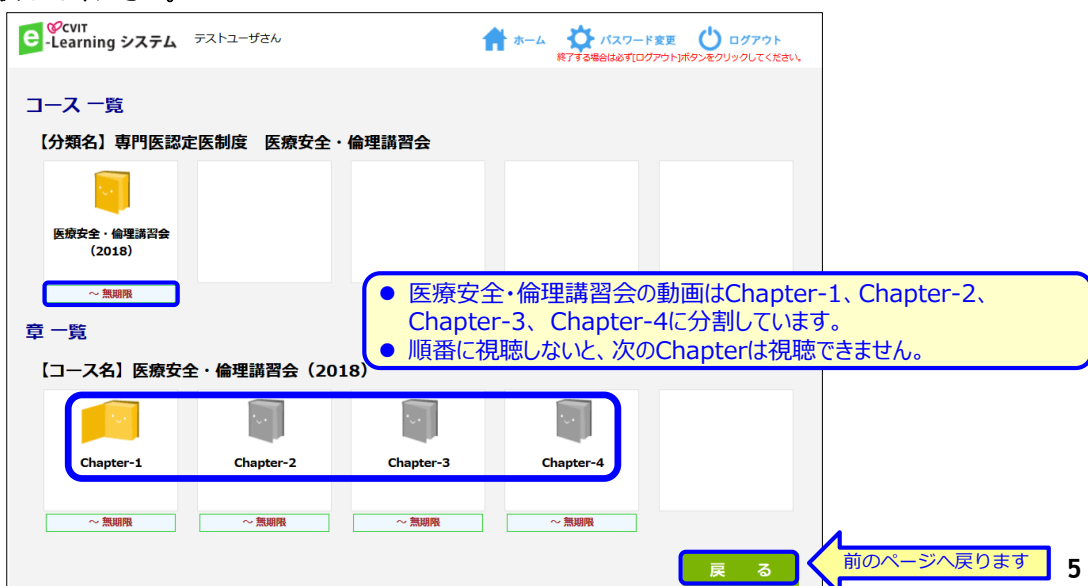 CVIT
e-Learning システム テストユーザさん ホーム パスワード変更 ログアウト
終了する場合は必ず[ログアウト]ボタンをクリックしてください。
コース 一覧
【分類名】専門医認定医制度 医療安全・倫理講習会
医療安全・倫理講習会
(2018)
～ 無期限
● 医療安全・倫理講習会の動画はChapter-1、Chapter-2、
Chapter-3、Chapter-4に分割しています。
● 順番に視聴しないと、次のChapterは視聴できません。
章 一覧
【コース名】医療安全・倫理講習会（2018）
Chapter-1 Chapter-2 Chapter-3 Chapter-4
～ 無期限 ～ 無期限 ～ 無期限 ～ 無期限
戻 る 前のページへ戻ります 5